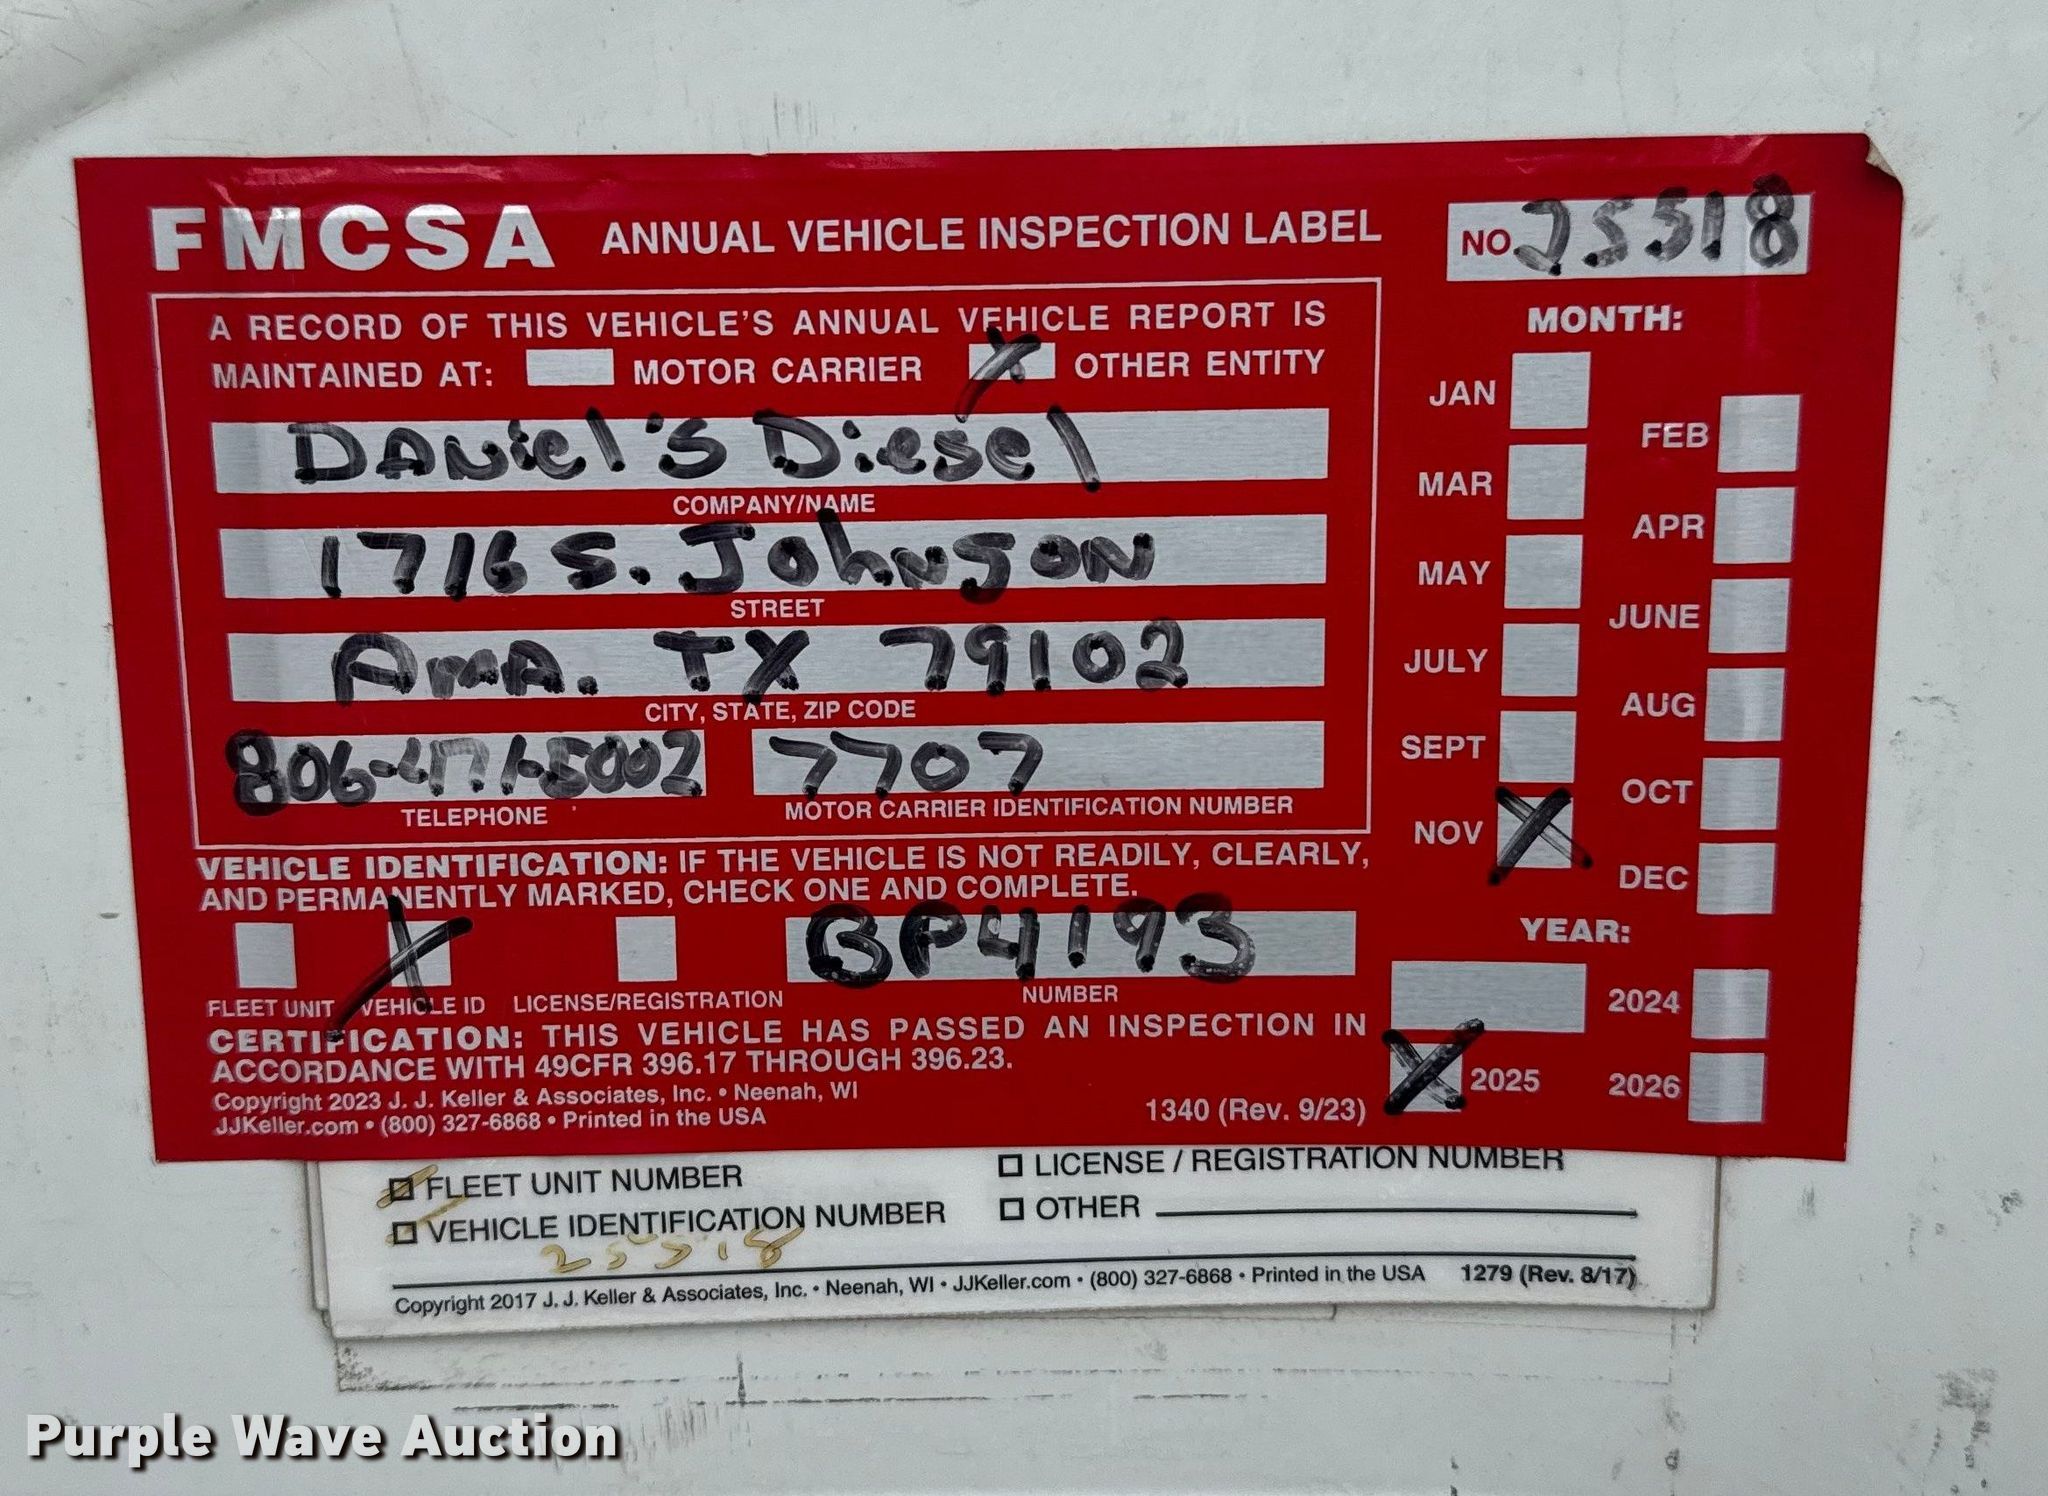 FMCSA ANNUAL VEHICLE INSPECTION LABEL
NO. 25518
A RECORD OF THIS VEHICLE'S ANNUAL VEHICLE REPORT IS
MAINTAINED AT: MOTOR CARRIER X OTHER ENTITY
DANiel's Diesel
COMPANY/NAME
1716 S. JohnsoN
STREET
AmA. TX 79102
CITY, STATE, ZIP CODE
7707
TELEPHONE MOTOR CARRIER IDENTIFICATION NUMBER
VEHICLE IDENTIFICATION: IF THE VEHICLE IS NOT READILY, CLEARLY,
AND PERMANENTLY MARKED, CHECK ONE AND COMPLETE.
X BP4193
FLEET UNIT VEHICLE ID LICENSE/REGISTRATION NUMBER
CERTIFICATION: THIS VEHICLE HAS PASSED AN INSPECTION IN
ACCORDANCE WITH 49CFR 396.17 THROUGH 396.23.
Copyright 2023 J. J. Keller & Associates, Inc. • Neenah, WI
JJKeller.com • (800) 327-6868 • Printed in the USA
1340 (Rev. 9/23)
MONTH:
JAN
FEB
MAR
APR
MAY
JUNE
JULY
AUG
SEPT
OCT
NOV X
DEC
YEAR:
2024
X 2025
2026
FLEET UNIT NUMBER
LICENSE / REGISTRATION NUMBER
VEHICLE IDENTIFICATION NUMBER
OTHER
25518
Copyright 2017 J. J. Keller & Associates, Inc. • Neenah, WI • JJKeller.com • (800) 327-6868 • Printed in the USA 1279 (Rev. 8/17)
Purple Wave Auction